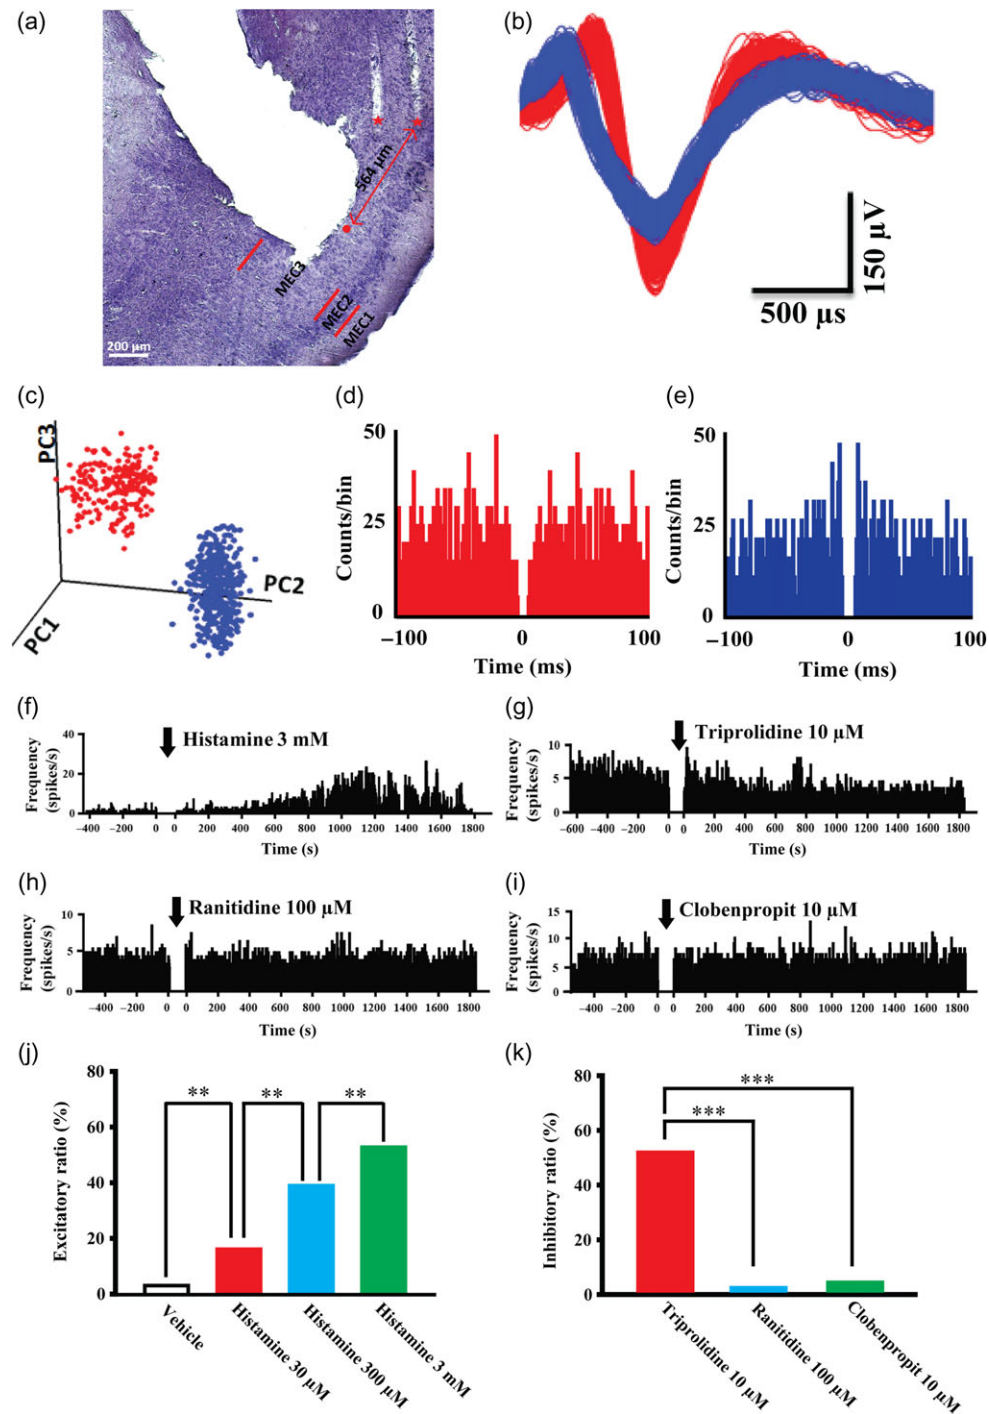 (a)
564 µm
MEC3
MEC2
MEC1
200 µm
(b)
150 µV
500 µs
(c)
PC3
PC2
PC1
(d)
50
25
0
Counts/bin
−100 0 100
Time (ms)
(e)
50
25
0
Counts/bin
−100 0 100
Time (ms)
(f)
Histamine 3 mM
Frequency
(spikes/s)
40
20
0
−400 −200 0 0 200 400 600 800 1000 1200 1400 1600 1800
Time (s)
(g)
Triprolidine 10 µM
Frequency
(spikes/s)
10
5
0
−600 −400 −200 0 0 200 400 600 800 1000 1200 1400 1600 1800
Time (s)
(h)
Ranitidine 100 µM
Frequency
(spikes/s)
10
5
0
−400 −200 0 0 200 400 600 800 1000 1200 1400 1600 1800
Time (s)
(i)
Clobenpropit 10 µM
Frequency
(spikes/s)
15
10
5
0
−400 −200 0 0 200 400 600 800 1000 1200 1400 1600 1800
Time (s)
(j)
Excitatory ratio (%)
80
60
40
20
0
** ** **
Vehicle
Histamine 30 µM
Histamine 300 µM
Histamine 3 mM
(k)
Inhibitory ratio (%)
80
60
40
20
0
***
***
Triprolidine 10 µM
Ranitidine 100 µM
Clobenpropit 10 µM